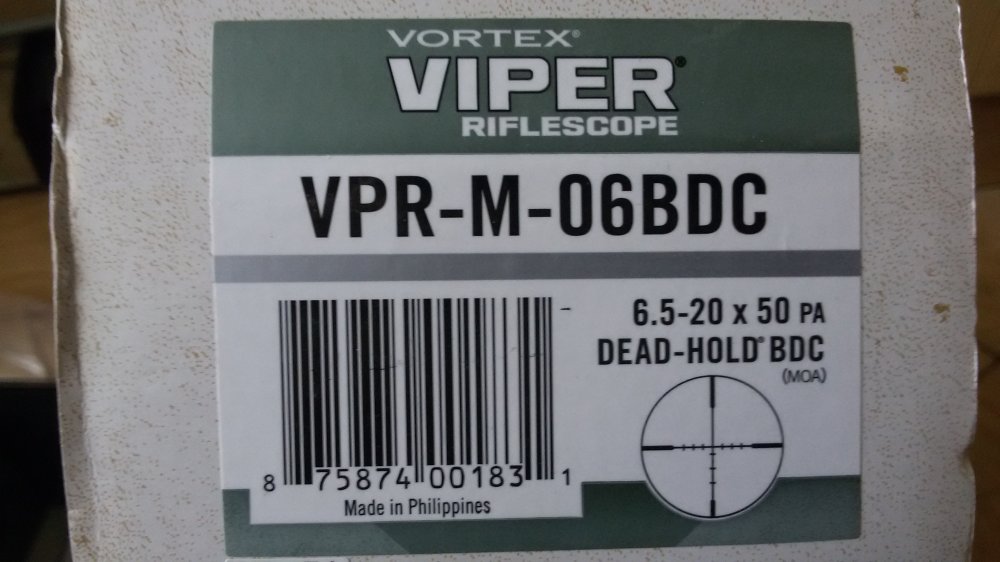 VORTEX®
VIPER®
RIFLESCOPE
VPR-M-06BDC
6.5-20 x 50 PA
DEAD-HOLD® BDC
(MOA)
8 75874 00183 1
Made in Philippines